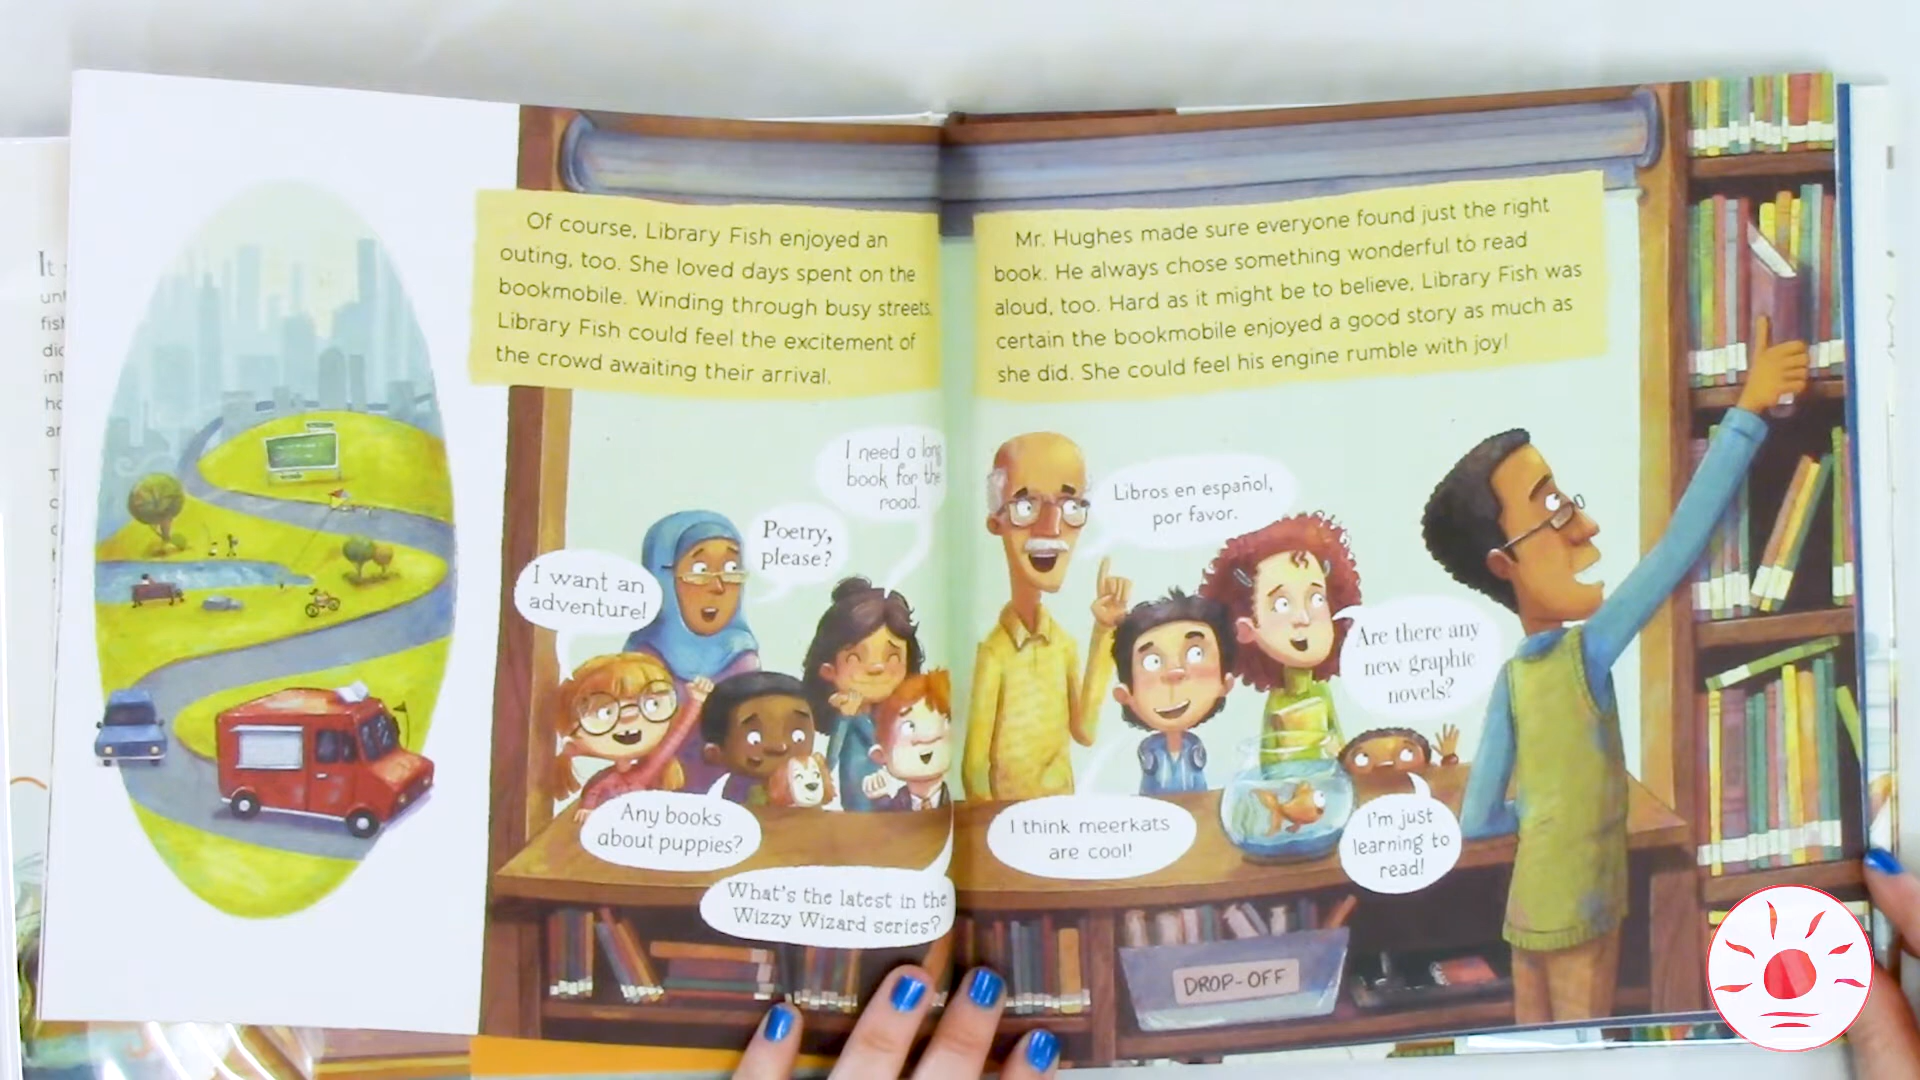 Of course, Library Fish enjoyed an
outing, too. She loved days spent on the
bookmobile. Winding through busy streets,
Library Fish could feel the excitement of
the crowd awaiting their arrival.
Mr. Hughes made sure everyone found just the right
book. He always chose something wonderful to read
aloud, too. Hard as it might be to believe, Library Fish was
certain the bookmobile enjoyed a good story as much as
she did. She could feel his engine rumble with joy!
I want an
adventure!
Poetry,
please?
I need a long
book for the
road.
Any books
about puppies?
What's the latest in the
Wizzy Wizard series?
Libros en español,
por favor.
I think meerkats
are cool!
Are there any
new graphic
novels?
I'm just
learning to
read!
DROP-OFF
It